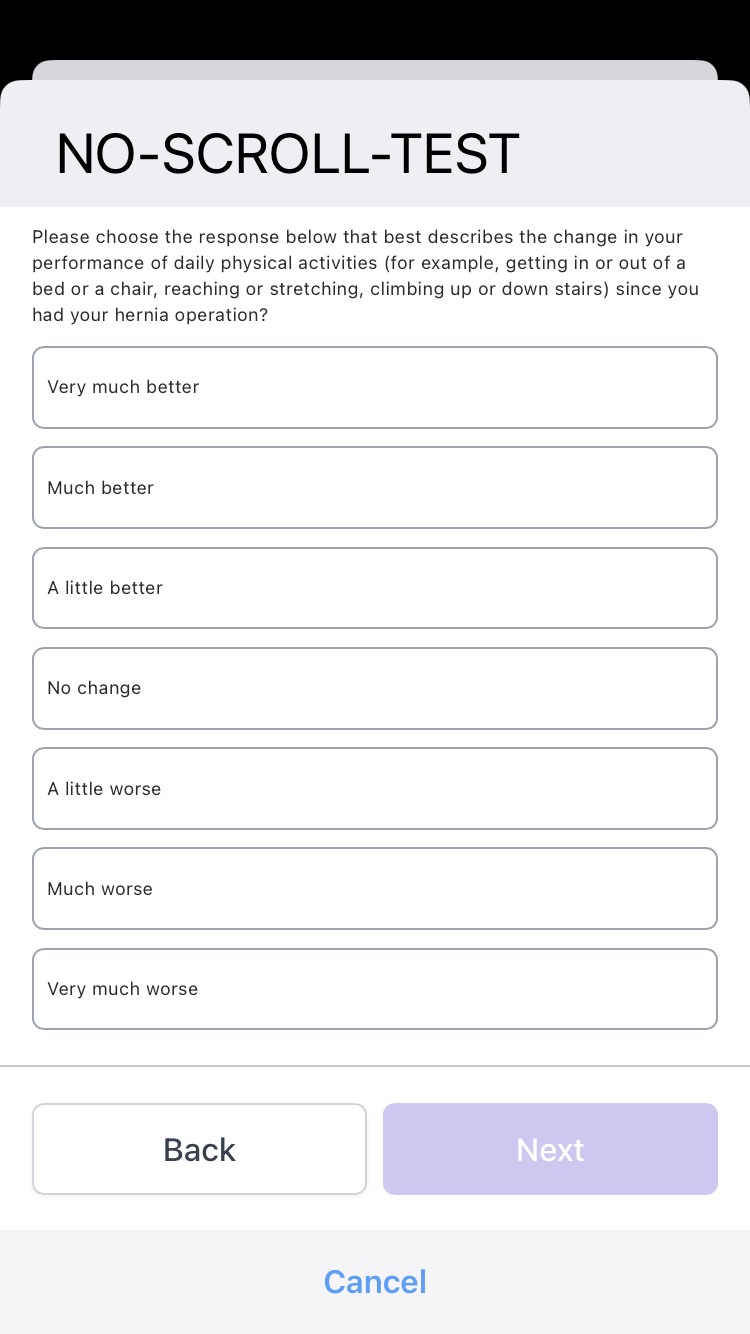 NO-SCROLL-TEST
Please choose the response below that best describes the change in your
performance of daily physical activities (for example, getting in or out of a
bed or a chair, reaching or stretching, climbing up or down stairs) since you
had your hernia operation?
Very much better
Much better
A little better
No change
A little worse
Much worse
Very much worse
Back
Next
Cancel